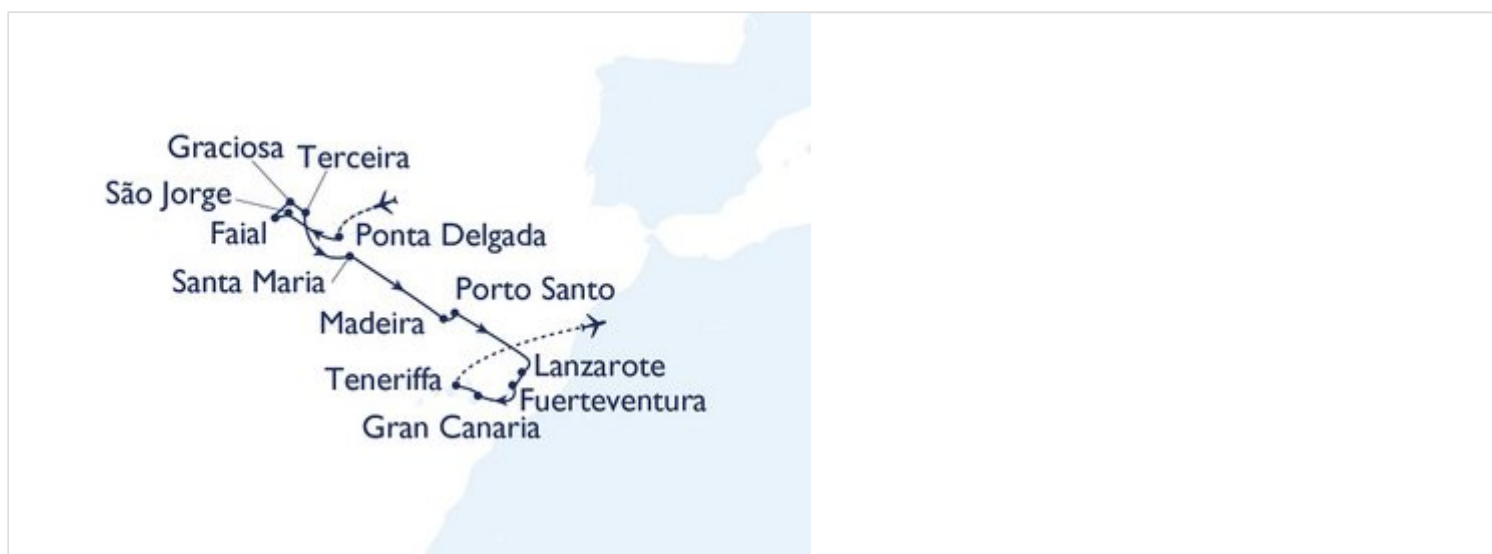 Graciosa
Terceira
São Jorge
Faial
Ponta Delgada
Santa Maria
Porto Santo
Madeira
Lanzarote
Teneriffa
Fuerteventura
Gran Canaria